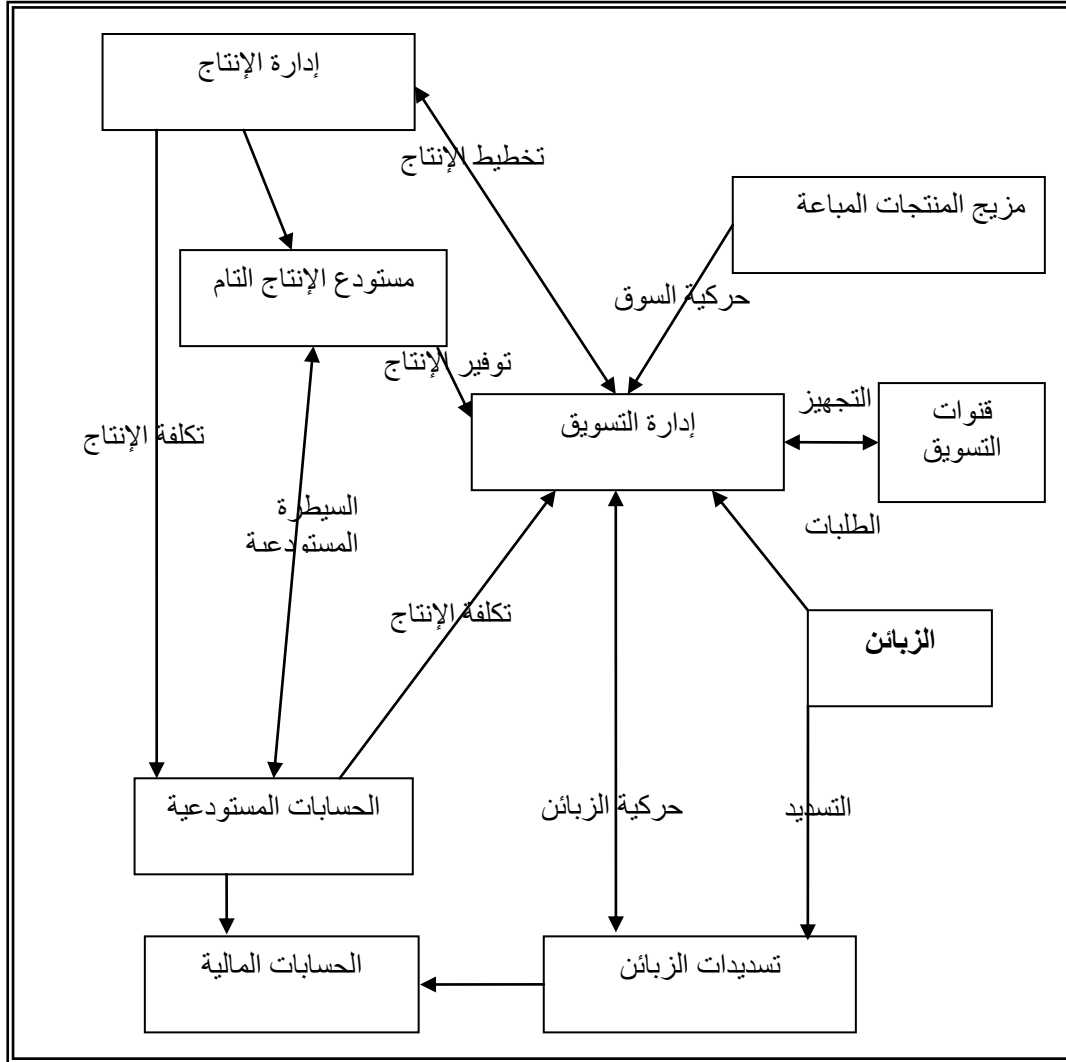 إدارة الإنتاج
تخطيط الإنتاج
مزيج المنتجات المباعة
مستودع الإنتاج التام
حركية السوق
توفير الإنتاج
التجهيز
قنوات
التسويق
إدارة التسويق
تكلفة الإنتاج
السيطرة
المستودعية
الطلبات
تكلفة الإنتاج
الزبائن
الحسابات المستودعية
حركية الزبائن
التسديد
تسديدات الزبائن
الحسابات المالية